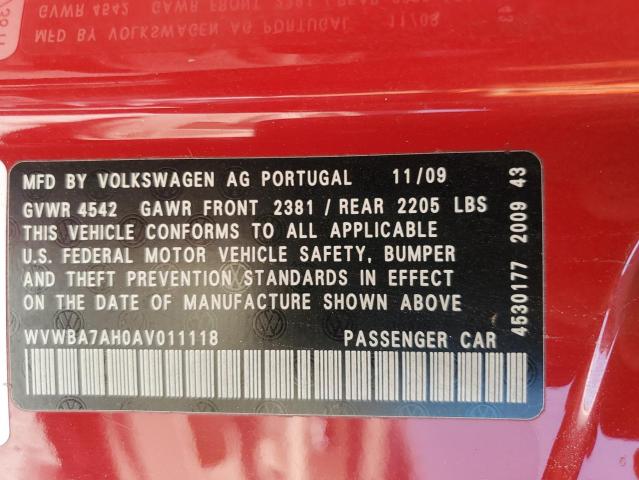 MFD BY VOLKSWAGEN AG PORTUGAL 11/09
GVWR 4542 GAWR FRONT 2381 / REAR 2205 LBS
THIS VEHICLE CONFORMS TO ALL APPLICABLE
U.S. FEDERAL MOTOR VEHICLE SAFETY, BUMPER
AND THEFT PREVENTION STANDARDS IN EFFECT
ON THE DATE OF MANUFACTURE SHOWN ABOVE
WVWBA7AH0AV011118 PASSENGER CAR
4530177 2009 43